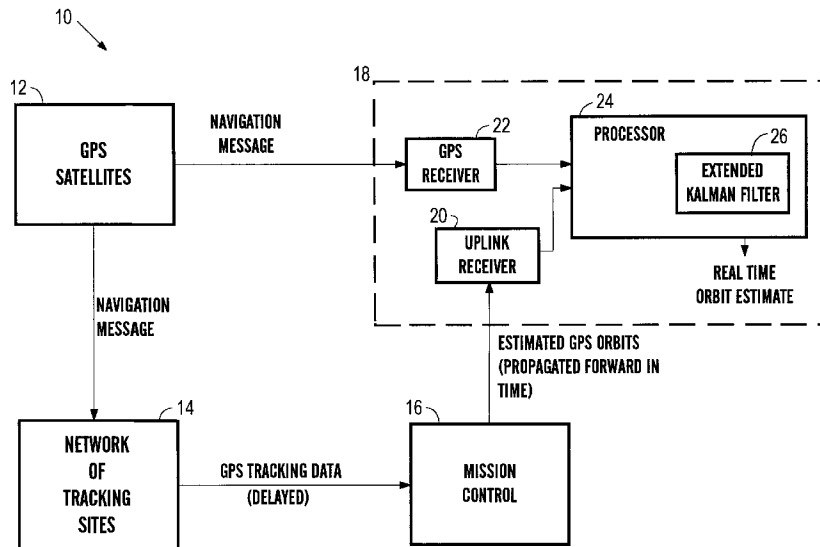 10
12
GPS
SATELLITES
NAVIGATION
MESSAGE
18
22
GPS
RECEIVER
24
PROCESSOR
26
EXTENDED
KALMAN FILTER
20
UPLINK
RECEIVER
REAL TIME
ORBIT ESTIMATE
NAVIGATION
MESSAGE
ESTIMATED GPS ORBITS
(PROPAGATED FORWARD IN
TIME)
14
NETWORK
OF
TRACKING
SITES
GPS TRACKING DATA
(DELAYED)
16
MISSION
CONTROL